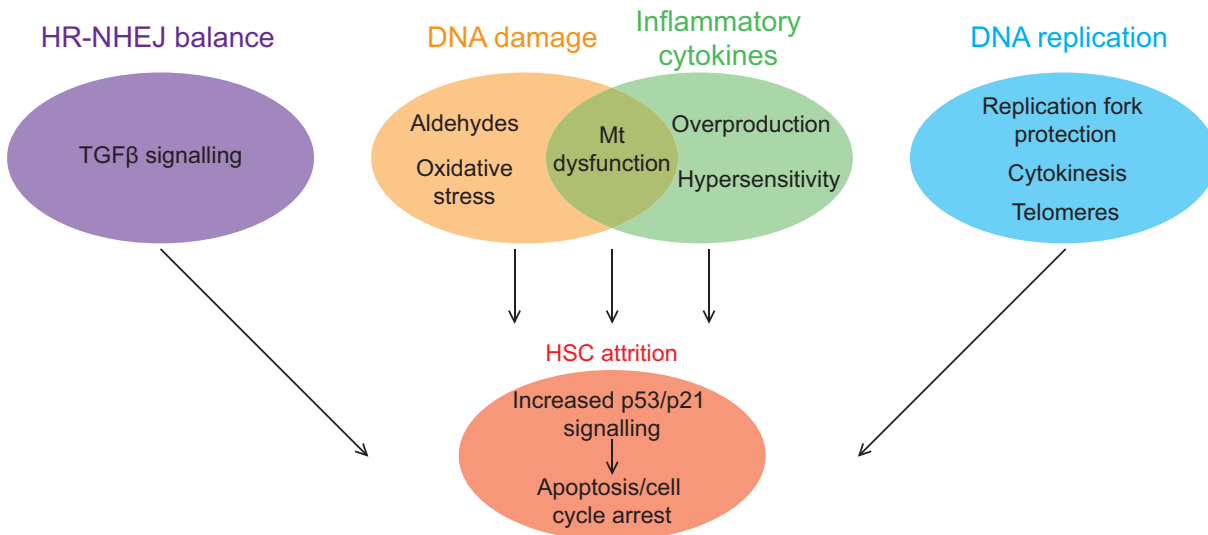 HR-NHEJ balance
TGFβ signalling
DNA damage
Aldehydes
Oxidative
stress
Mt
dysfunction
Inflammatory
cytokines
Overproduction
Hypersensitivity
DNA replication
Replication fork
protection
Cytokinesis
Telomeres
HSC attrition
Increased p53/p21
signalling
Apoptosis/cell
cycle arrest